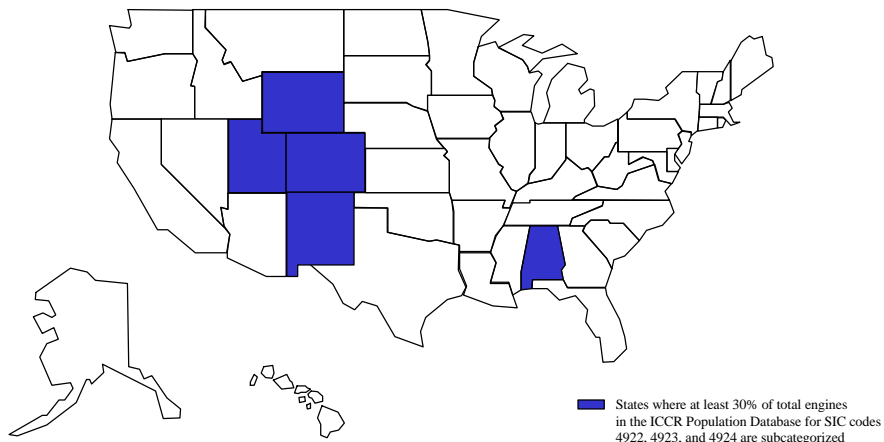 States where at least 30% of total engines
in the ICCR Population Database for SIC codes
4922, 4923, and 4924 are subcategorized